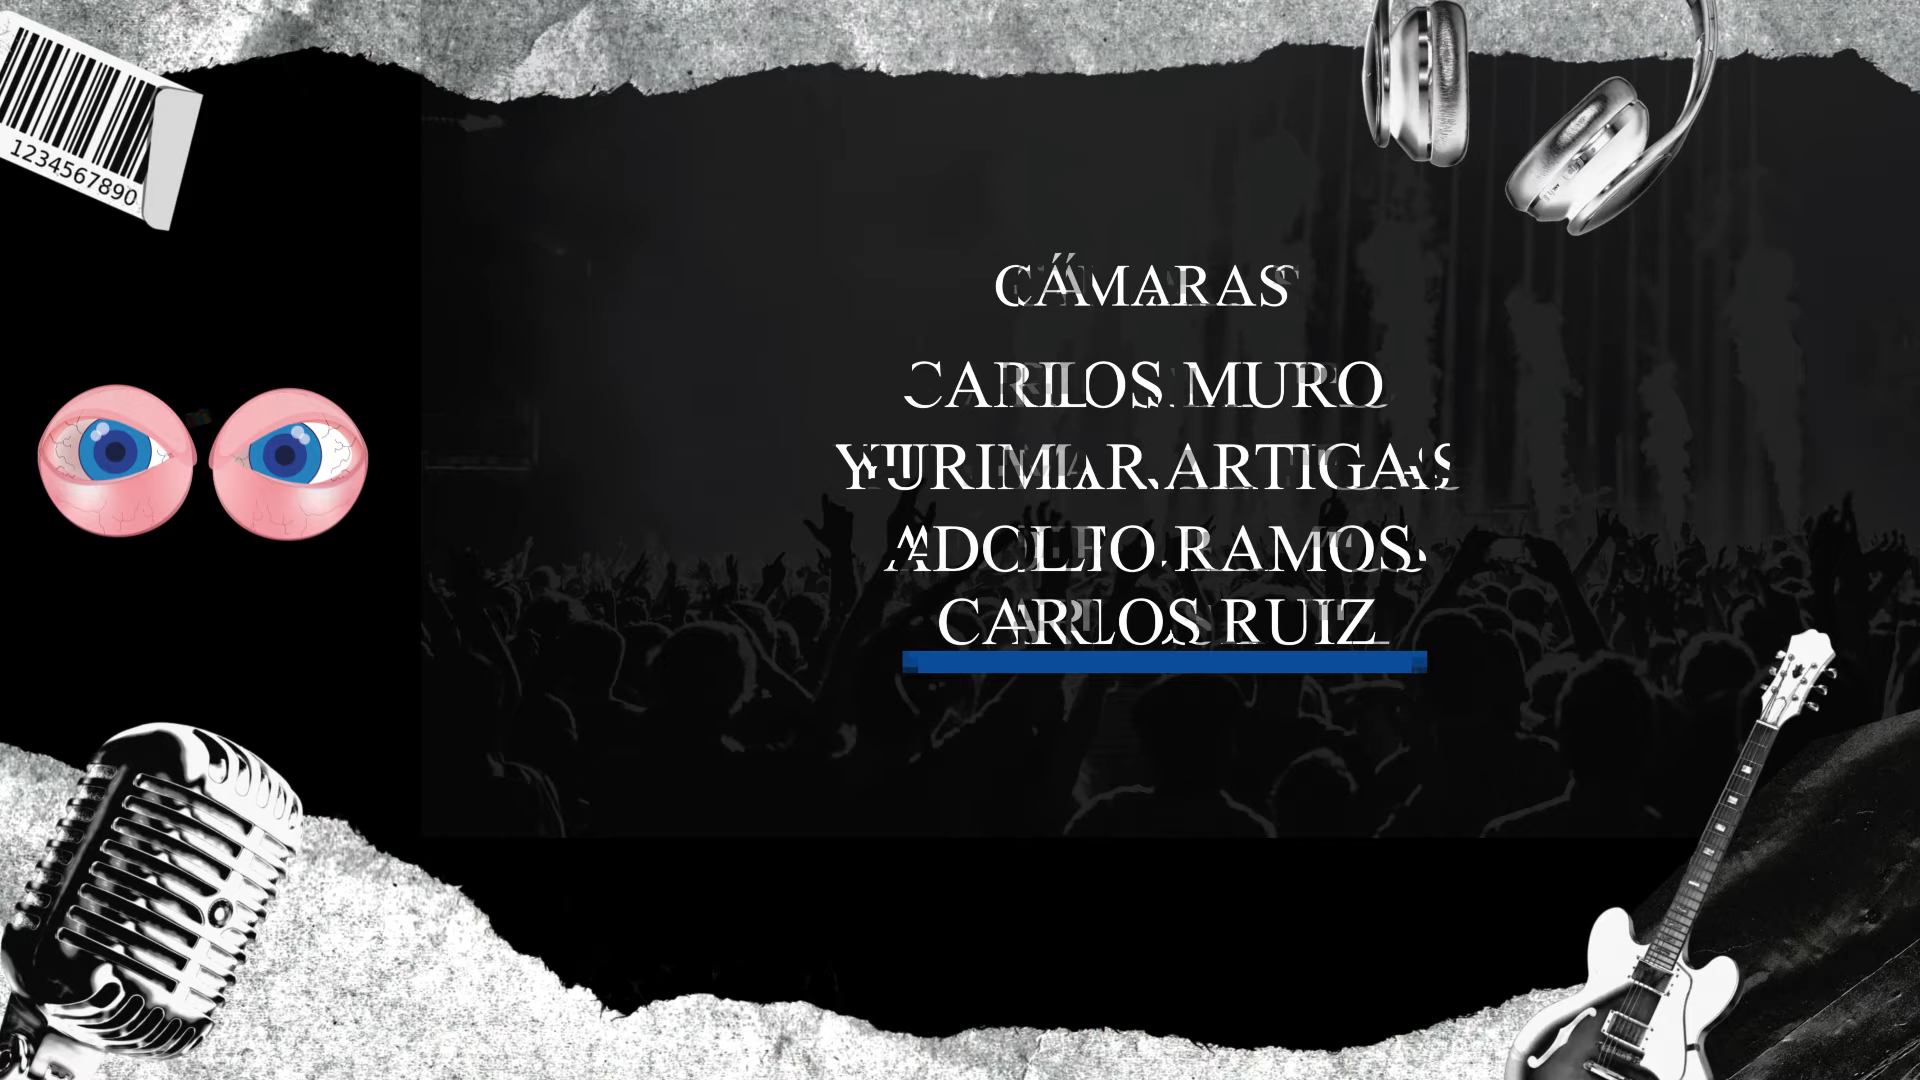 1234567890
CÁMARAS
CARLOS MURO
YURIMAR ARTIGAS
ADOLFO RAMOS
CARLOS RUIZ